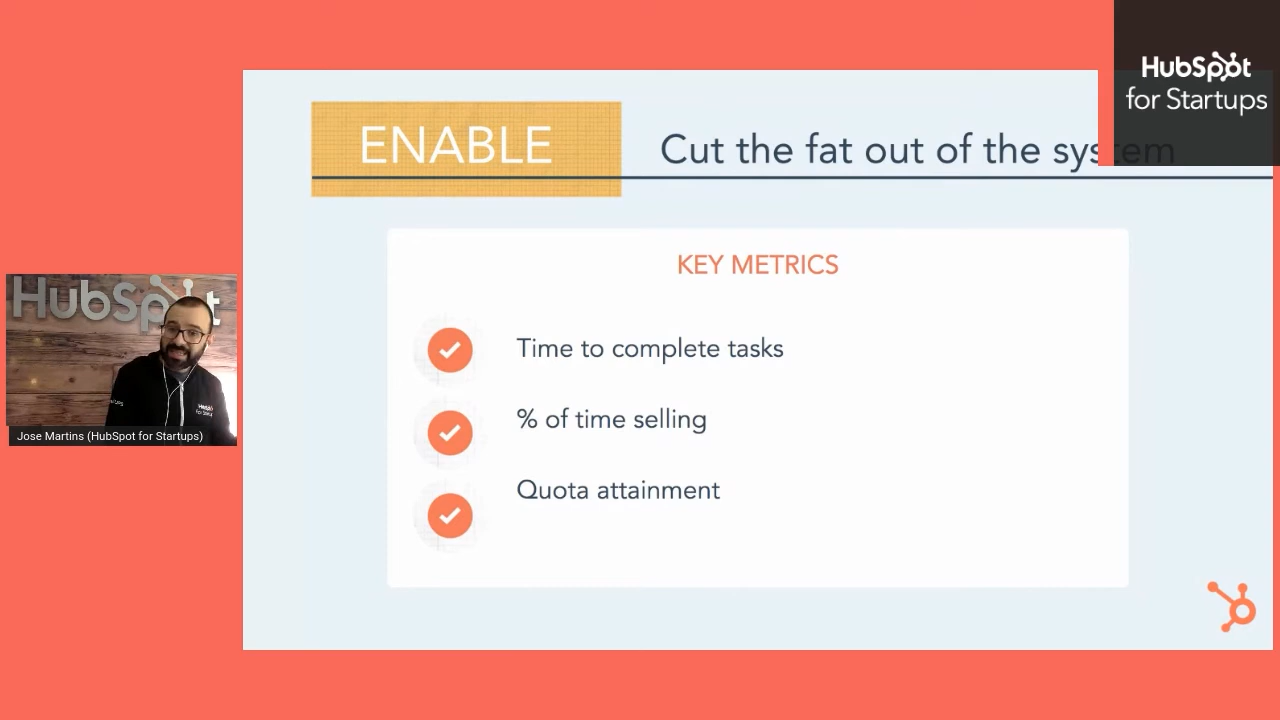 HubSpot
for Startups
ENABLE
Cut the fat out of the system
KEY METRICS
Time to complete tasks
% of time selling
Quota attainment
HubSpot
Jose Martins (HubSpot for Startups)